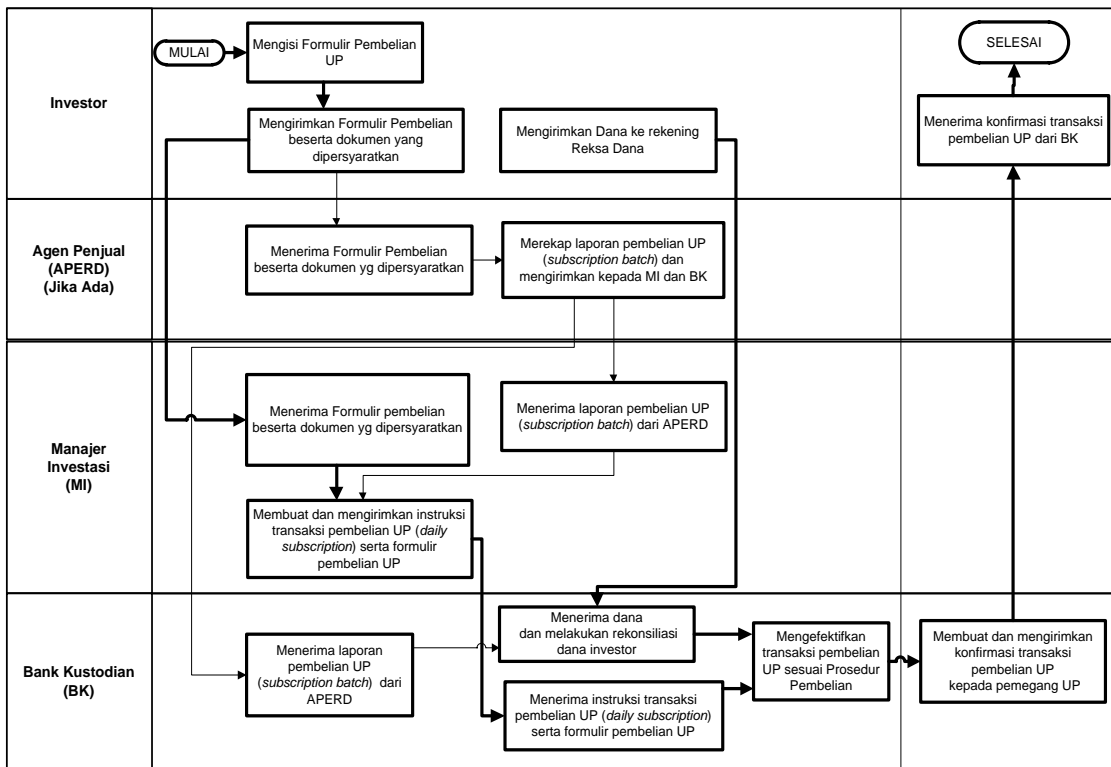 MULAI
Mengisi Formulir Pembelian
UP
SELESAI
Investor
Mengirimkan Formulir Pembelian
beserta dokumen yang
dipersyaratkan
Mengirimkan Dana ke rekening
Reksa Dana
Menerima konfirmasi transaksi
pembelian UP dari BK
Agen Penjual
(APERD)
(Jika Ada)
Menerima Formulir Pembelian
beserta dokumen yg dipersyaratkan
Merekap laporan pembelian UP
(subscription batch) dan
mengirimkan kepada MI dan BK
Manajer
Investasi
(MI)
Menerima Formulir pembelian
beserta dokumen yg dipersyaratkan
Menerima laporan pembelian UP
(subscription batch) dari APERD
Membuat dan mengirimkan instruksi
transaksi pembelian UP (daily
subscription) serta formulir
pembelian UP
Bank Kustodian
(BK)
Menerima laporan
pembelian UP
(subscription batch) dari
APERD
Menerima dana
dan melakukan rekonsiliasi
dana investor
Menerima instruksi transaksi
pembelian UP (daily subscription)
serta formulir pembelian UP
Mengefektifkan
transaksi pembelian
UP sesuai Prosedur
Pembelian
Membuat dan mengirimkan
konfirmasi transaksi
pembelian UP
kepada pemegang UP